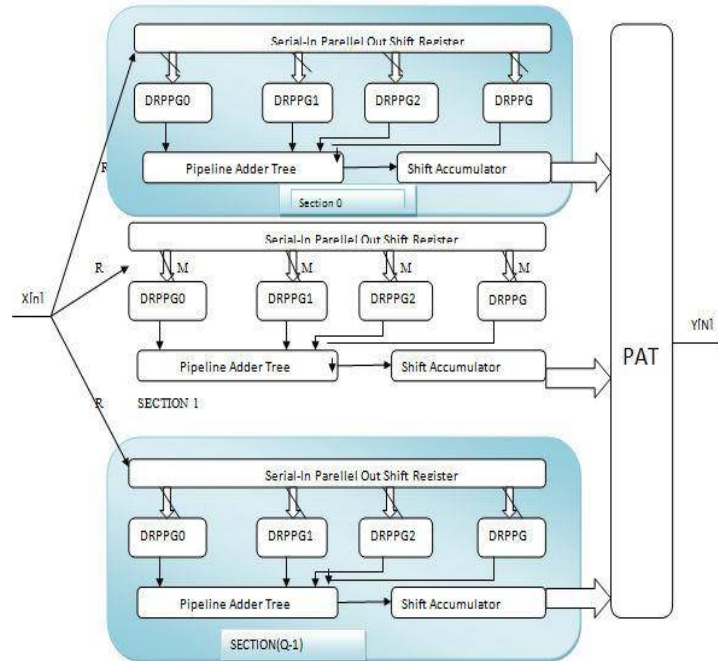 Serial-In Parellel Out Shift Register
DRPPG0 DRPPG1 DRPPG2 DRPPG
R
Pipeline Adder Tree Shift Accumulator
Section 0
Serial-In Parellel Out Shift Register
R M M M M
DRPPG0 DRPPG1 DRPPG2 DRPPG
X[n]
Y[N]
PAT
Pipeline Adder Tree Shift Accumulator
R SECTION 1
Serial-In Parellel Out Shift Register
DRPPG0 DRPPG1 DRPPG2 DRPPG
Pipeline Adder Tree Shift Accumulator
SECTION(Q-1)